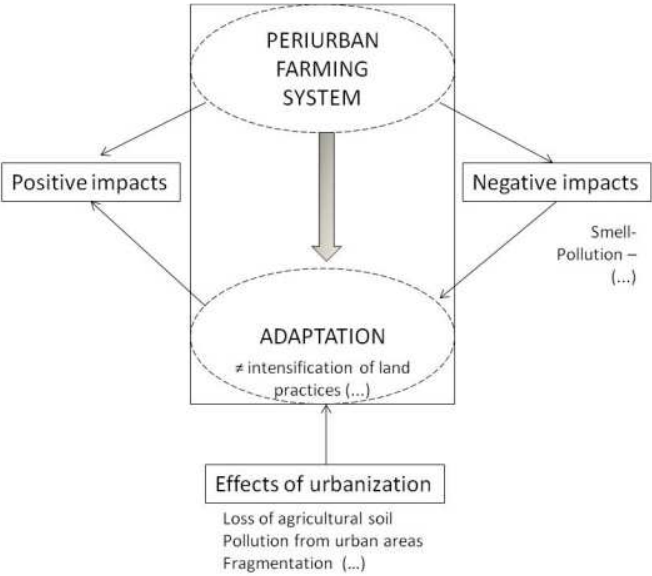 PERIURBAN
FARMING
SYSTEM
Positive impacts
Negative impacts
Smell-
Pollution –
(...)
ADAPTATION
≠ intensification of land
practices (...)
Effects of urbanization
Loss of agricultural soil
Pollution from urban areas
Fragmentation (...)